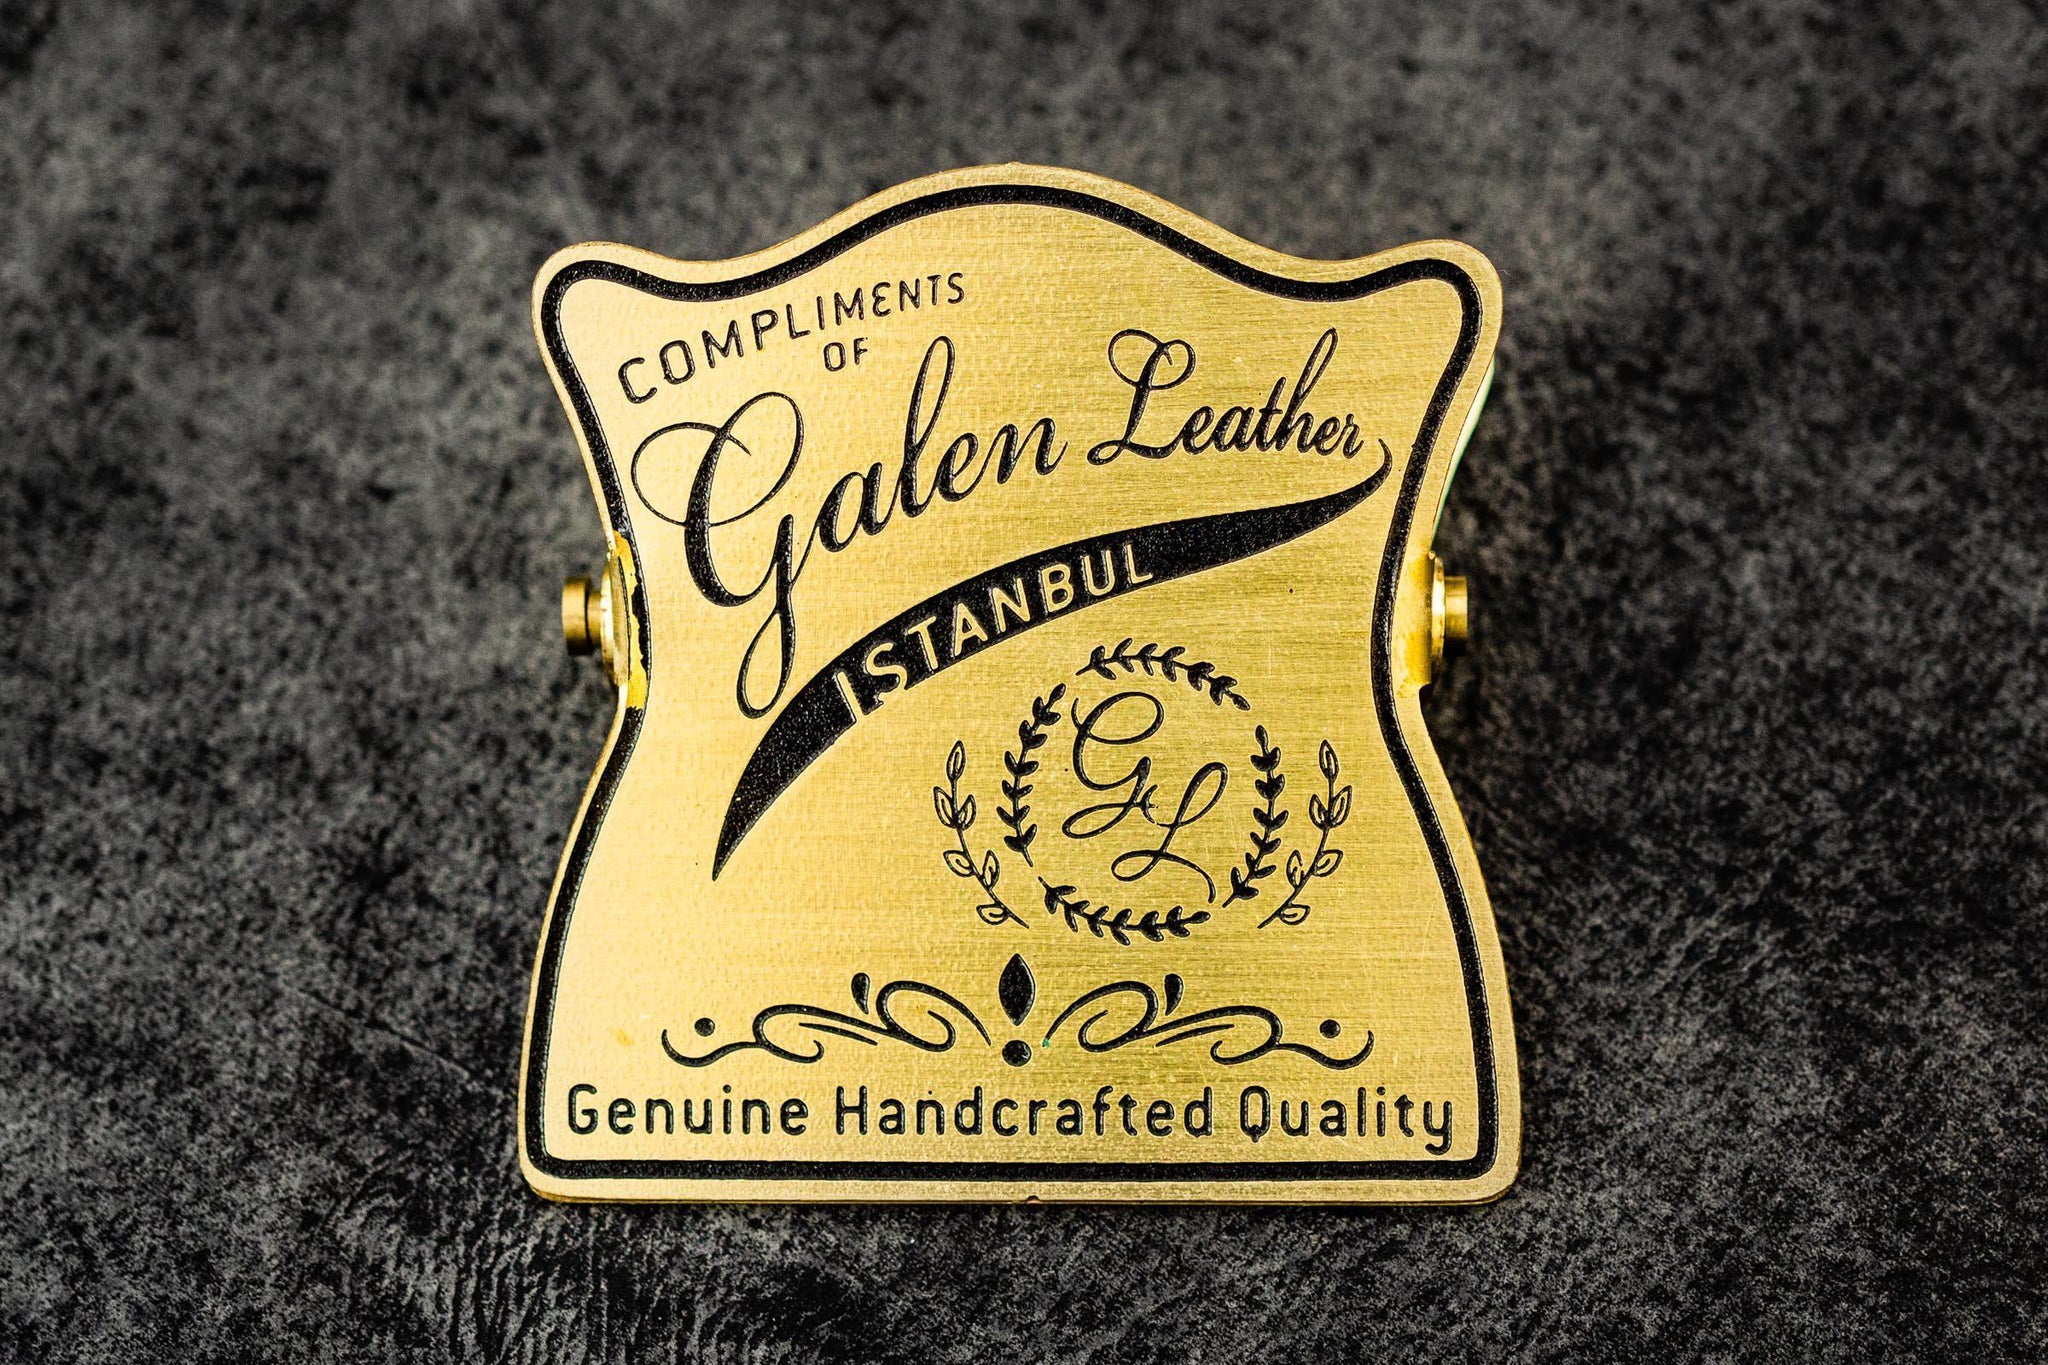 COMPLIMENTS
OF
Galen Leather
ISTANBUL
GL
Genuine Handcrafted Quality